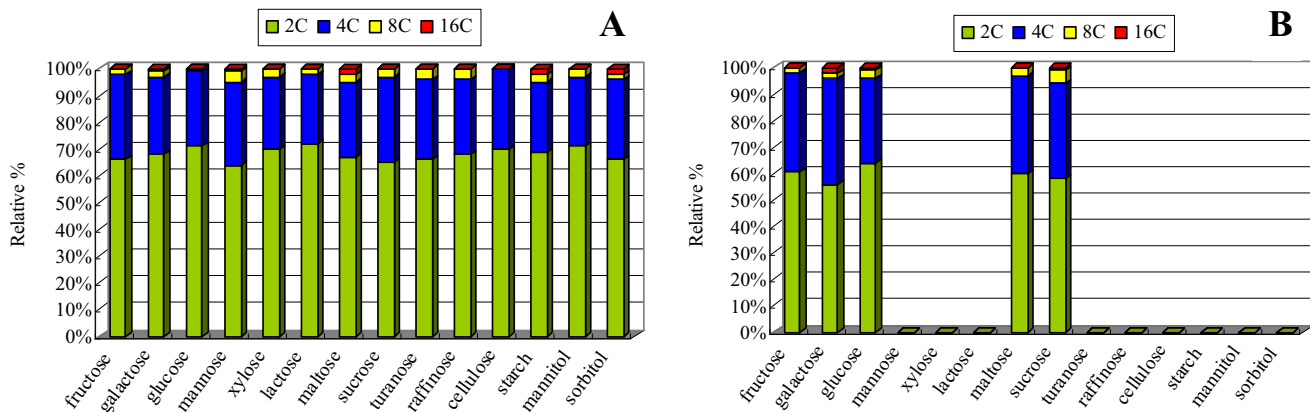 2C 4C 8C 16C
A
Relative %
100%
90%
80%
70%
60%
50%
40%
30%
20%
10%
0%
fructose
galactose
glucose
mannose
xylose
lactose
maltose
sucrose
turanose
raffinose
cellulose
starch
mannitol
sorbitol
2C 4C 8C 16C
B
Relative %
100%
90%
80%
70%
60%
50%
40%
30%
20%
10%
0%
fructose
galactose
glucose
mannose
xylose
lactose
maltose
sucrose
turanose
raffinose
cellulose
starch
mannitol
sorbitol